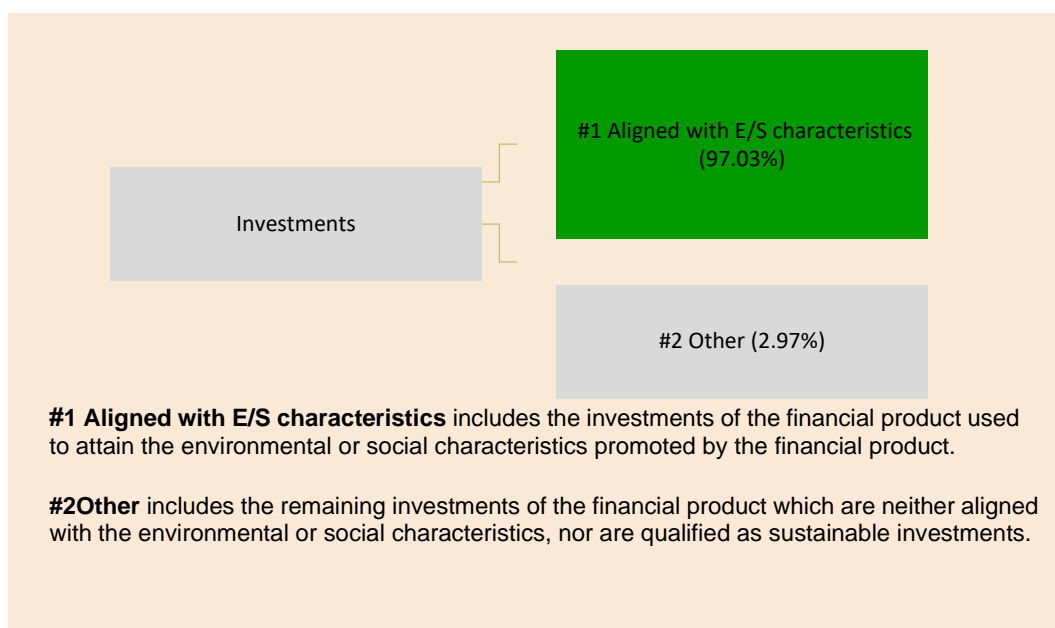 #1 Aligned with E/S characteristics
(97.03%)
Investments
#2 Other (2.97%)
#1 Aligned with E/S characteristics includes the investments of the financial product used
to attain the environmental or social characteristics promoted by the financial product.
#2Other includes the remaining investments of the financial product which are neither aligned
with the environmental or social characteristics, nor are qualified as sustainable investments.